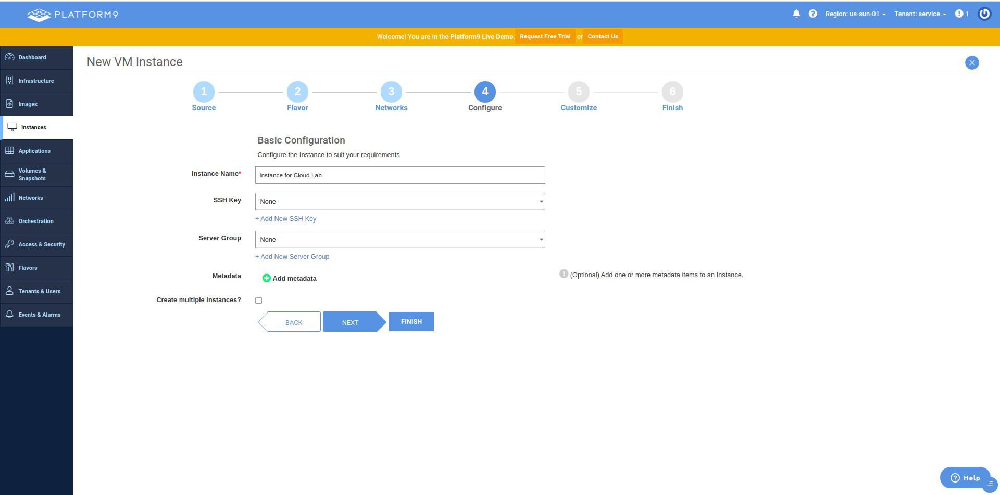 PLATFORM9
Region: us-sun-01
Tenant: service
1
Welcome! You are in the Platform9 Live Demo. Request Free Trial or Contact Us
Dashboard
Infrastructure
Images
Instances
Applications
Volumes &
Snapshots
Networks
Orchestration
Access & Security
Flavors
Tenants & Users
Events & Alarms
New VM Instance
1
Source
2
Flavor
3
Networks
4
Configure
5
Customize
6
Finish
Basic Configuration
Configure the Instance to suit your requirements
Instance Name*
Instance for Cloud Lab
SSH Key
None
+ Add New SSH Key
Server Group
None
+ Add New Server Group
Metadata
Add metadata
(Optional) Add one or more metadata items to an Instance.
Create multiple instances?
BACK
NEXT
FINISH
Help